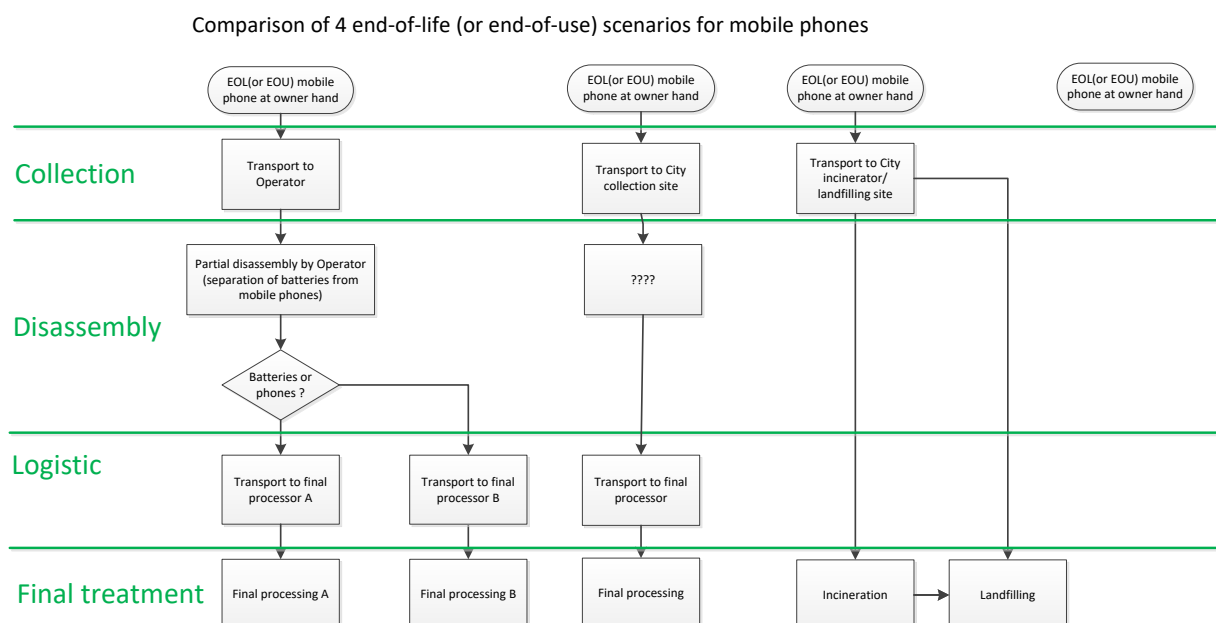 Comparison of 4 end-of-life (or end-of-use) scenarios for mobile phones
EOL(or EOU) mobile
phone at owner hand
EOL(or EOU) mobile
phone at owner hand
EOL(or EOU) mobile
phone at owner hand
EOL(or EOU) mobile
phone at owner hand
Collection
Transport to
Operator
Transport to City
collection site
Transport to City
incinerator/
landfilling site
Disassembly
Partial disassembly by Operator
(separation of batteries from
mobile phones)
????
Batteries or
phones ?
Logistic
Transport to final
processor A
Transport to final
processor B
Transport to final
processor
Final treatment
Final processing A
Final processing B
Final processing
Incineration
Landfilling